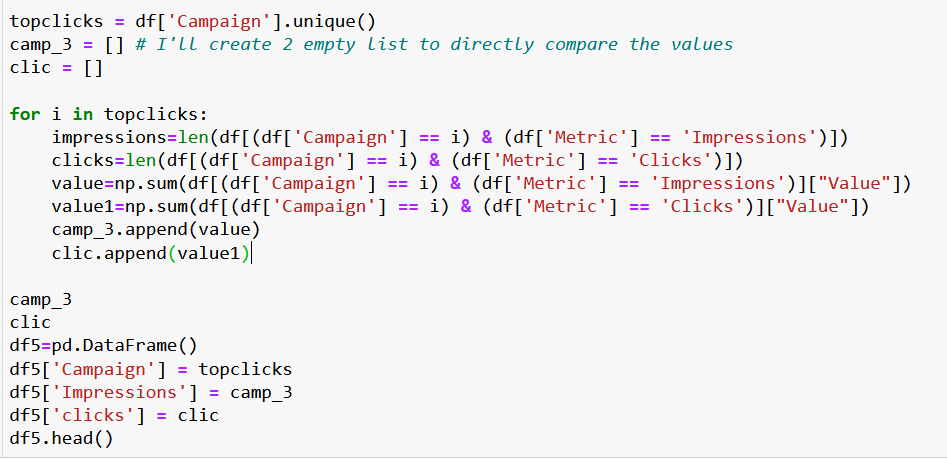 topclicks = df['Campaign'].unique()
camp_3 = [] # I'll create 2 empty list to directly compare the values
clic = []
for i in topclicks:
    impressions=len(df[(df['Campaign'] == i) & (df['Metric'] == 'Impressions')])
    clicks=len(df[(df['Campaign'] == i) & (df['Metric'] == 'Clicks')])
    value=np.sum(df[(df['Campaign'] == i) & (df['Metric'] == 'Impressions')]["Value"])
    value1=np.sum(df[(df['Campaign'] == i) & (df['Metric'] == 'Clicks')]["Value"])
    camp_3.append(value)
    clic.append(value1)
camp_3
clic
df5=pd.DataFrame()
df5['Campaign'] = topclicks
df5['Impressions'] = camp_3
df5['clicks'] = clic
df5.head()